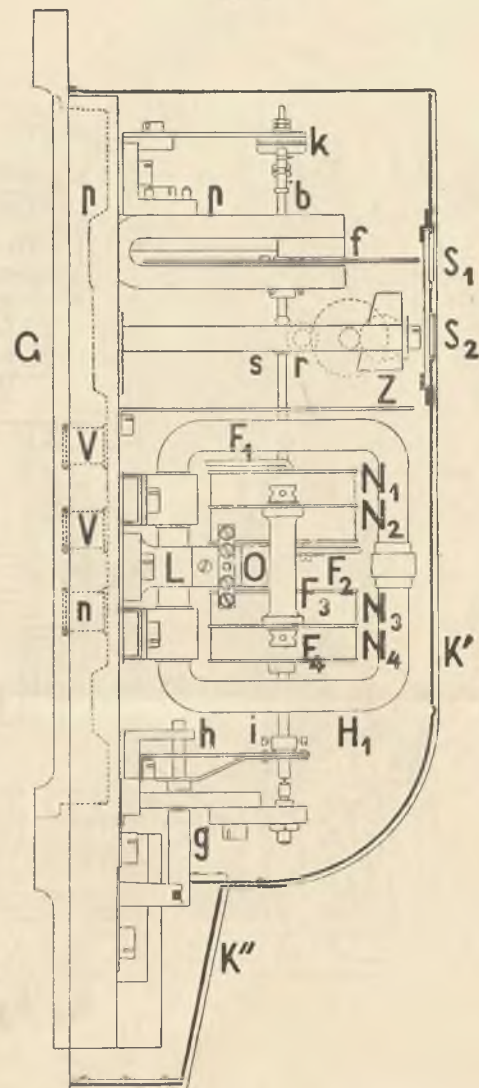 k
p p b
f
S₁
G
S₂
s r
Z
V F₁
N₁
V N₂
L O F₂
n F₃ N₃
F₄ N₄
K'
h i H₁
g
K"